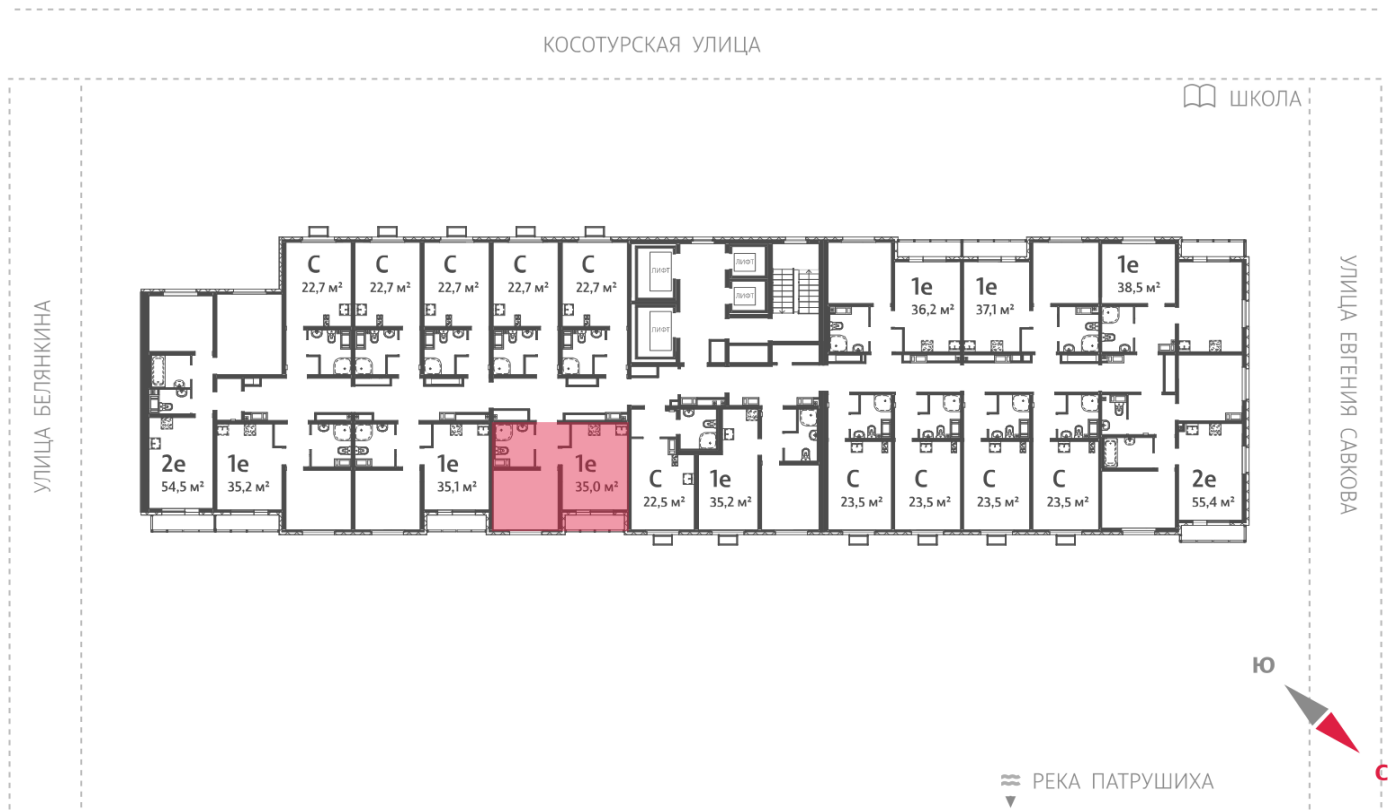 КОСОТУРСКАЯ УЛИЦА
ШКОЛА
УЛИЦА БЕЛЯНКИНА
УЛИЦА ЕВГЕНИЯ САВКОВА
С
22,7 м²
С
22,7 м²
С
22,7 м²
С
22,7 м²
С
22,7 м²
ЛИФТ
ЛИФТ
ЛИФТ
ЛИФТ
1е
36,2 м²
1е
37,1 м²
1е
38,5 м²
2е
54,5 м²
1е
35,2 м²
1е
35,1 м²
1е
35,0 м²
С
22,5 м²
1е
35,2 м²
С
23,5 м²
С
23,5 м²
С
23,5 м²
С
23,5 м²
2е
55,4 м²
Ю
С
РЕКА ПАТРУШИХА